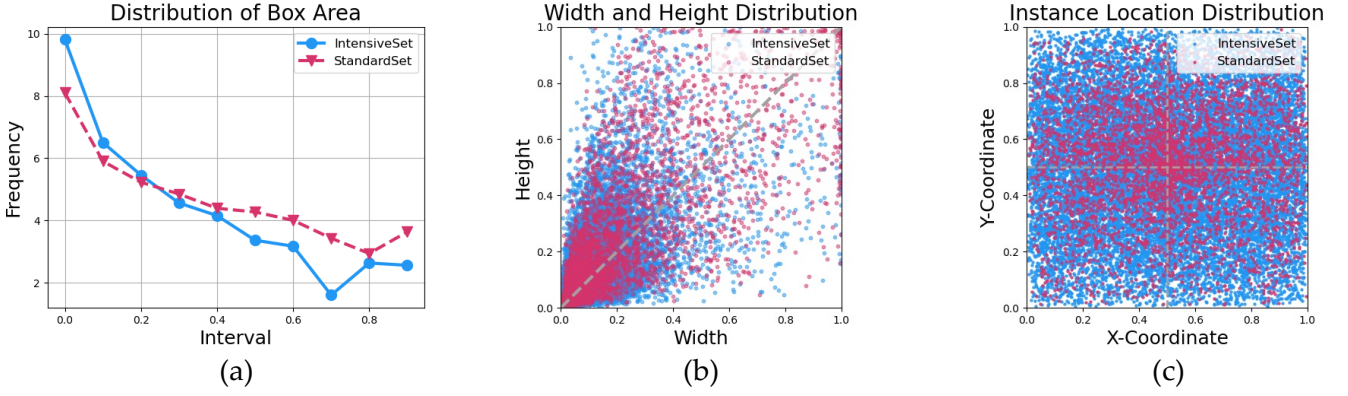 Distribution of Box Area
10
8
6
4
2
0.0 0.2 0.4 0.6 0.8
Frequency
Interval
IntensiveSet
StandardSet
(a)
Width and Height Distribution
1.0
0.8
0.6
0.4
0.2
0.0
0.0 0.2 0.4 0.6 0.8 1.0
Height
Width
IntensiveSet
StandardSet
(b)
Instance Location Distribution
1.0
0.8
0.6
0.4
0.2
0.0
0.0 0.2 0.4 0.6 0.8 1.0
Y-Coordinate
X-Coordinate
IntensiveSet
StandardSet
(c)